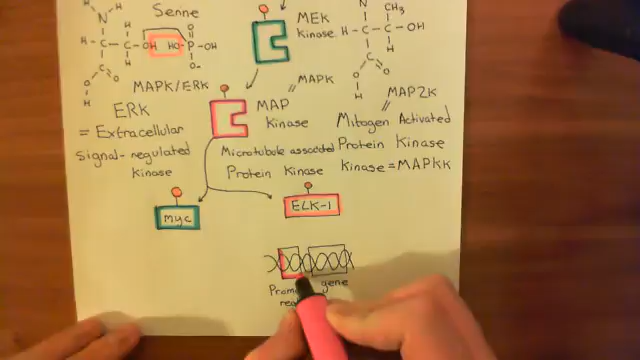 Serine
H
H
N
H
H-C-C-OH
H
C
O
O
H
HO-P-OH
O
O-
MEK
kinase
N
CH₃
H-C-C-OH
H
C
O
O
H
MAPK/ERK
MAPK
MAP
Kinase
MAP2K
ERK
= Extracellular
signal-regulated
kinase
Mitogen Activated
Protein Kinase
Kinase = MAPKK
Microtubule associated
Protein Kinase
myc
ELK-1
gene